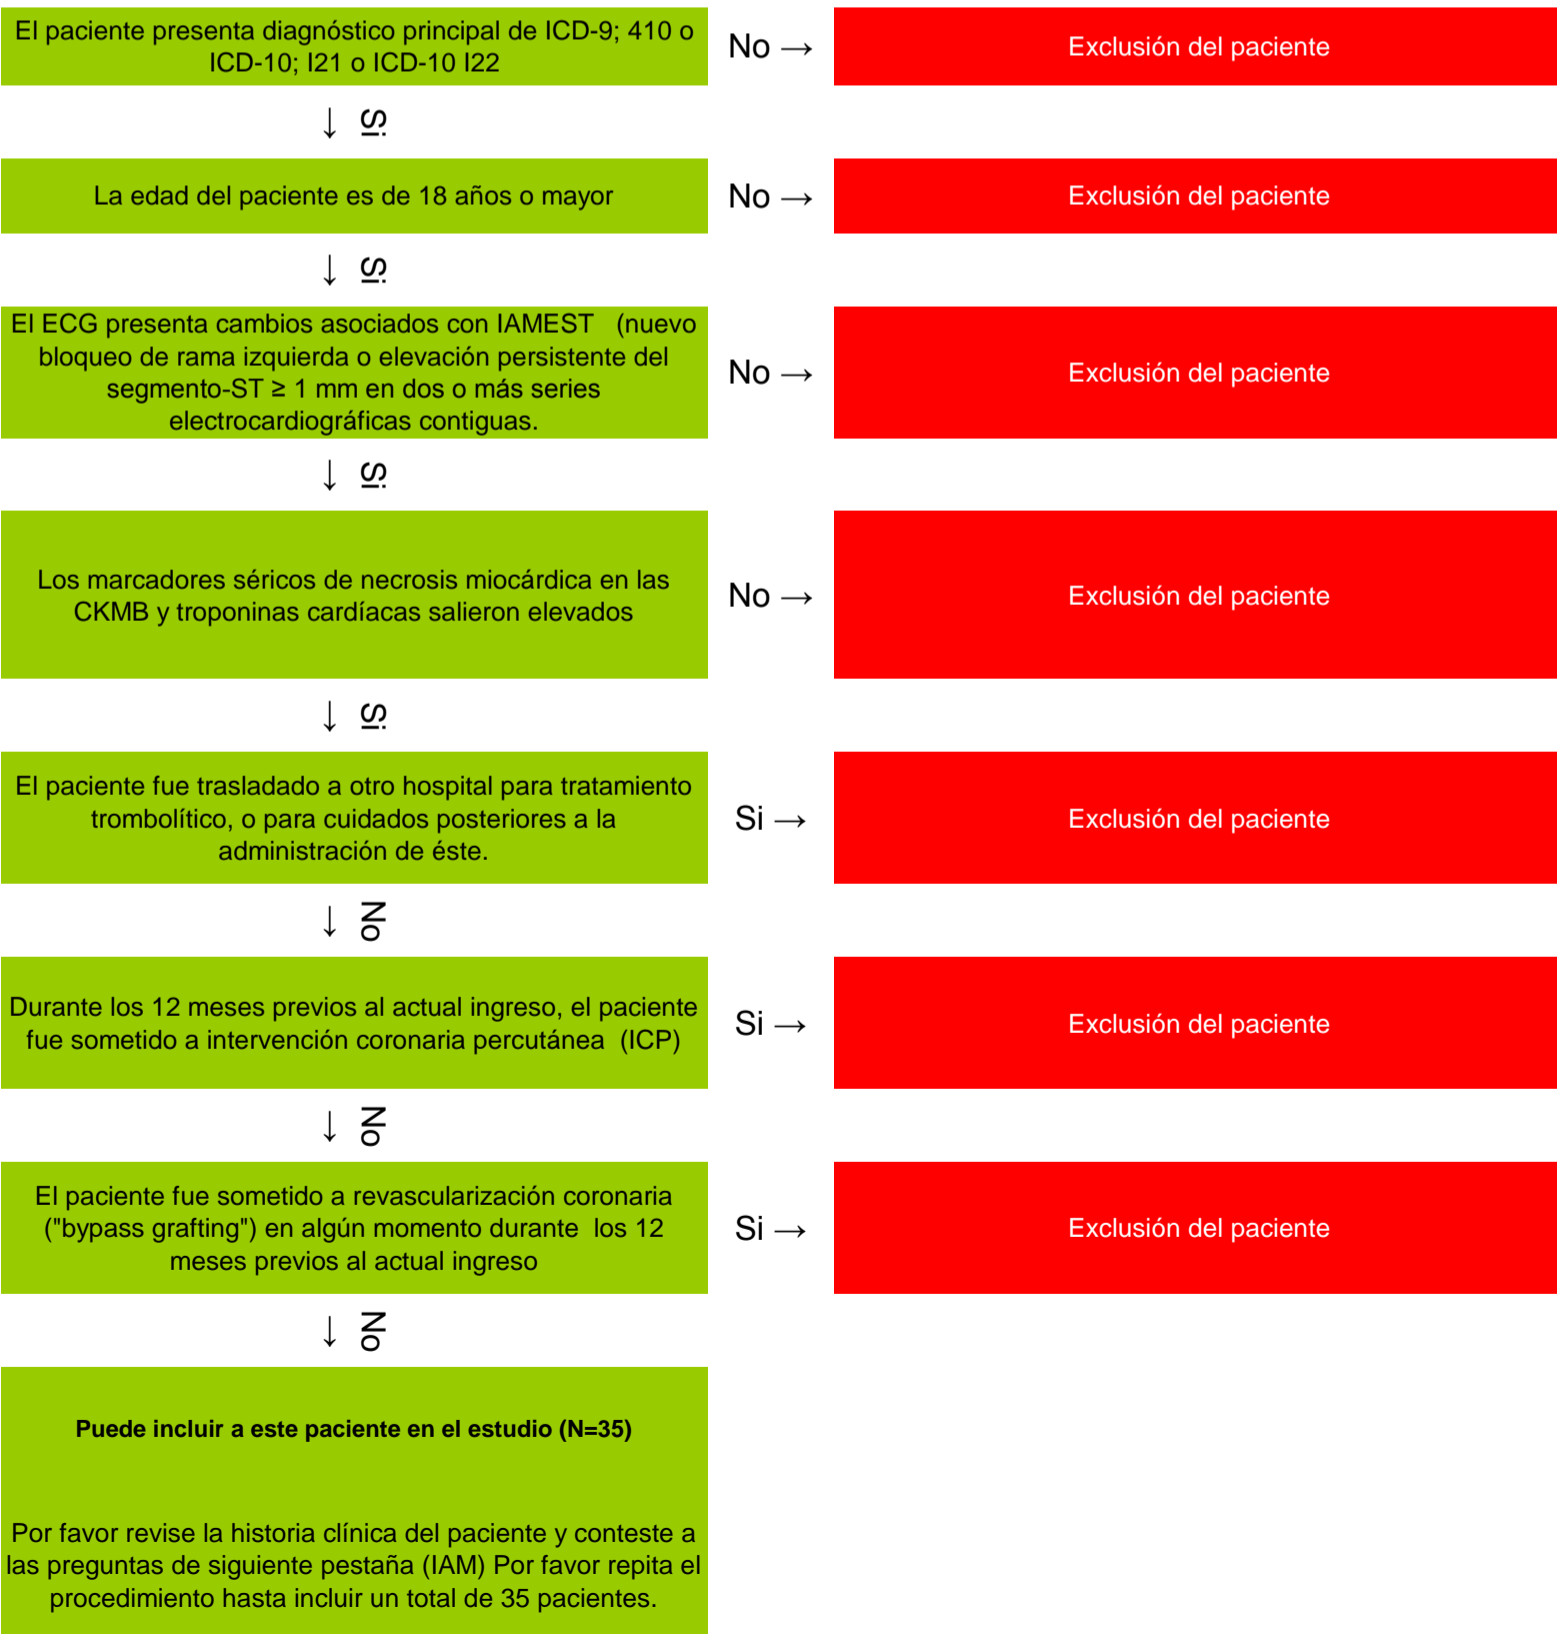 El paciente presenta diagnóstico principal de ICD-9; 410 o
ICD-10; I21 o ICD-10 I22
No →
Exclusión del paciente
↓ Si
La edad del paciente es de 18 años o mayor
No →
Exclusión del paciente
↓ Si
El ECG presenta cambios asociados con IAMEST (nuevo
bloqueo de rama izquierda o elevación persistente del
segmento-ST ≥ 1 mm en dos o más series
electrocardiográficas contiguas.
No →
Exclusión del paciente
↓ Si
Los marcadores séricos de necrosis miocárdica en las
CKMB y troponinas cardíacas salieron elevados
No →
Exclusión del paciente
↓ Si
El paciente fue trasladado a otro hospital para tratamiento
trombolítico, o para cuidados posteriores a la
administración de éste.
Si →
Exclusión del paciente
↓ No
Durante los 12 meses previos al actual ingreso, el paciente
fue sometido a intervención coronaria percutánea (ICP)
Si →
Exclusión del paciente
↓ No
El paciente fue sometido a revascularización coronaria
("bypass grafting") en algún momento durante los 12
meses previos al actual ingreso
Si →
Exclusión del paciente
↓ No
Puede incluir a este paciente en el estudio (N=35)
Por favor revise la historia clínica del paciente y conteste a
las preguntas de siguiente pestaña (IAM) Por favor repita el
procedimiento hasta incluir un total de 35 pacientes.